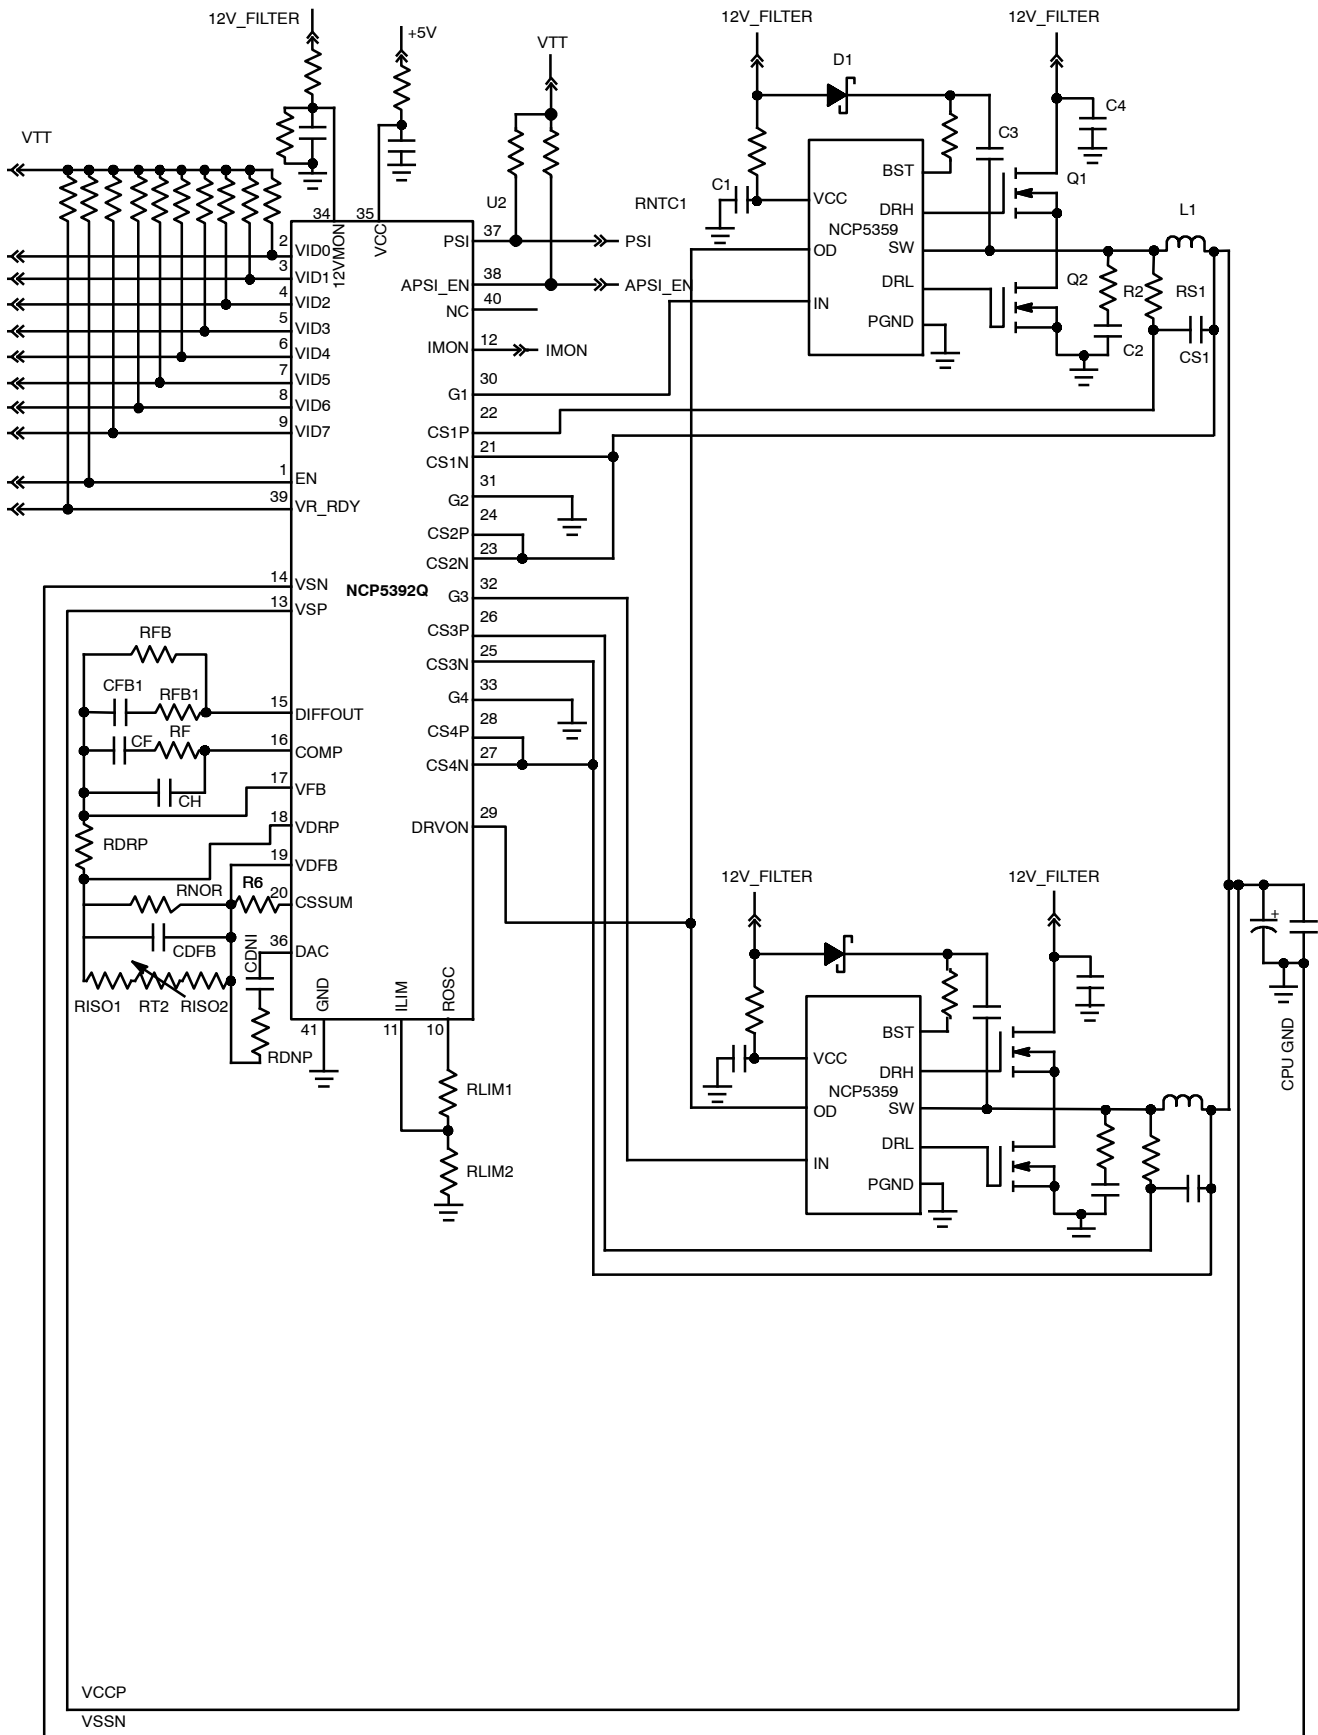 12V_FILTER
+5V
VTT
12V_FILTER
12V_FILTER
D1
C4
C3
VTT
BST
Q1
C1
U2
RNTC1
VCC
34
35
37
DRH
L1
2
VID0
12VMON
VCC
PSI
PSI
NCP5359
OD
SW
3
VID1
38
APSI_EN
APSI_EN
DRL
Q2
R2
RS1
4
VID2
40
NC
IN
5
VID3
PGND
12
IMON
IMON
C2
CS1
6
VID4
7
VID5
30
G1
8
VID6
22
CS1P
9
VID7
21
CS1N
1
EN
31
G2
39
VR_RDY
24
CS2P
23
CS2N
14
VSN
NCP5392Q
32
G3
13
VSP
26
CS3P
RFB
25
CS3N
CFB1
RFB1
33
G4
15
DIFFOUT
28
CS4P
CF
RF
16
COMP
27
CS4N
17
VFB
CH
18
VDRP
29
DRVON
RDRP
19
VDFB
RNOR
R6
20
CSSUM
12V_FILTER
12V_FILTER
CDFB
36
DAC
CDNI
RISO1
RT2
RISO2
GND
ILIM
ROSC
41
11
10
RDNP
BST
VCC
DRH
NCP5359
OD
SW
CPU GND
+
RLIM1
DRL
RLIM2
IN
PGND
VCCP
VSSN